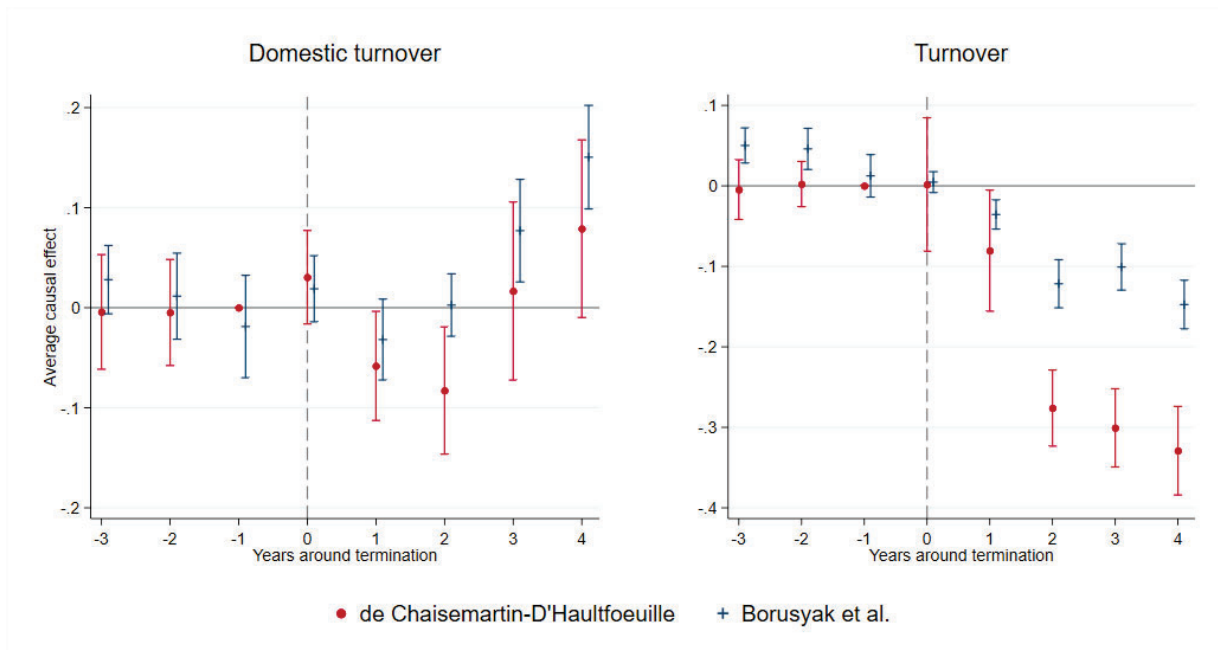 Domestic turnover
Average causal effect
.2
.1
0
-.1
-.2
-3 -2 -1 0 1 2 3 4
Years around termination
Turnover
.1
0
-.1
-.2
-.3
-.4
-3 -2 -1 0 1 2 3 4
Years around termination
de Chaisemartin-D'Haultfoeuille
Borusyak et al.